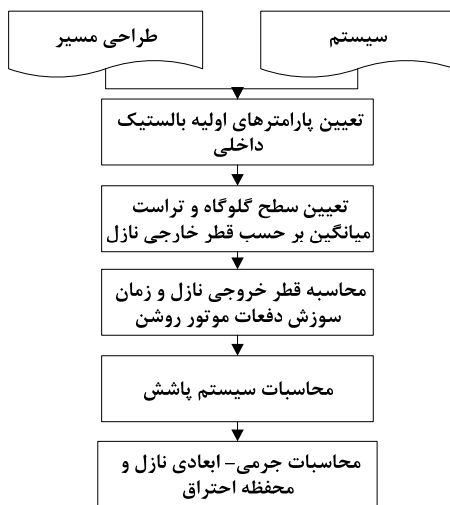 سیستم
طراحی مسیر
تعیین پارامترهای اولیه بالستیک
داخلی
تعیین سطح گلوگاه و تراست
میانگین بر حسب قطر خارجی نازل
محاسبه قطر خروجی نازل و زمان
سوزش دفعات موتور روشن
محاسبات سیستم پاشش
محاسبات جرمی– ابعادی نازل و
محفظه احتراق